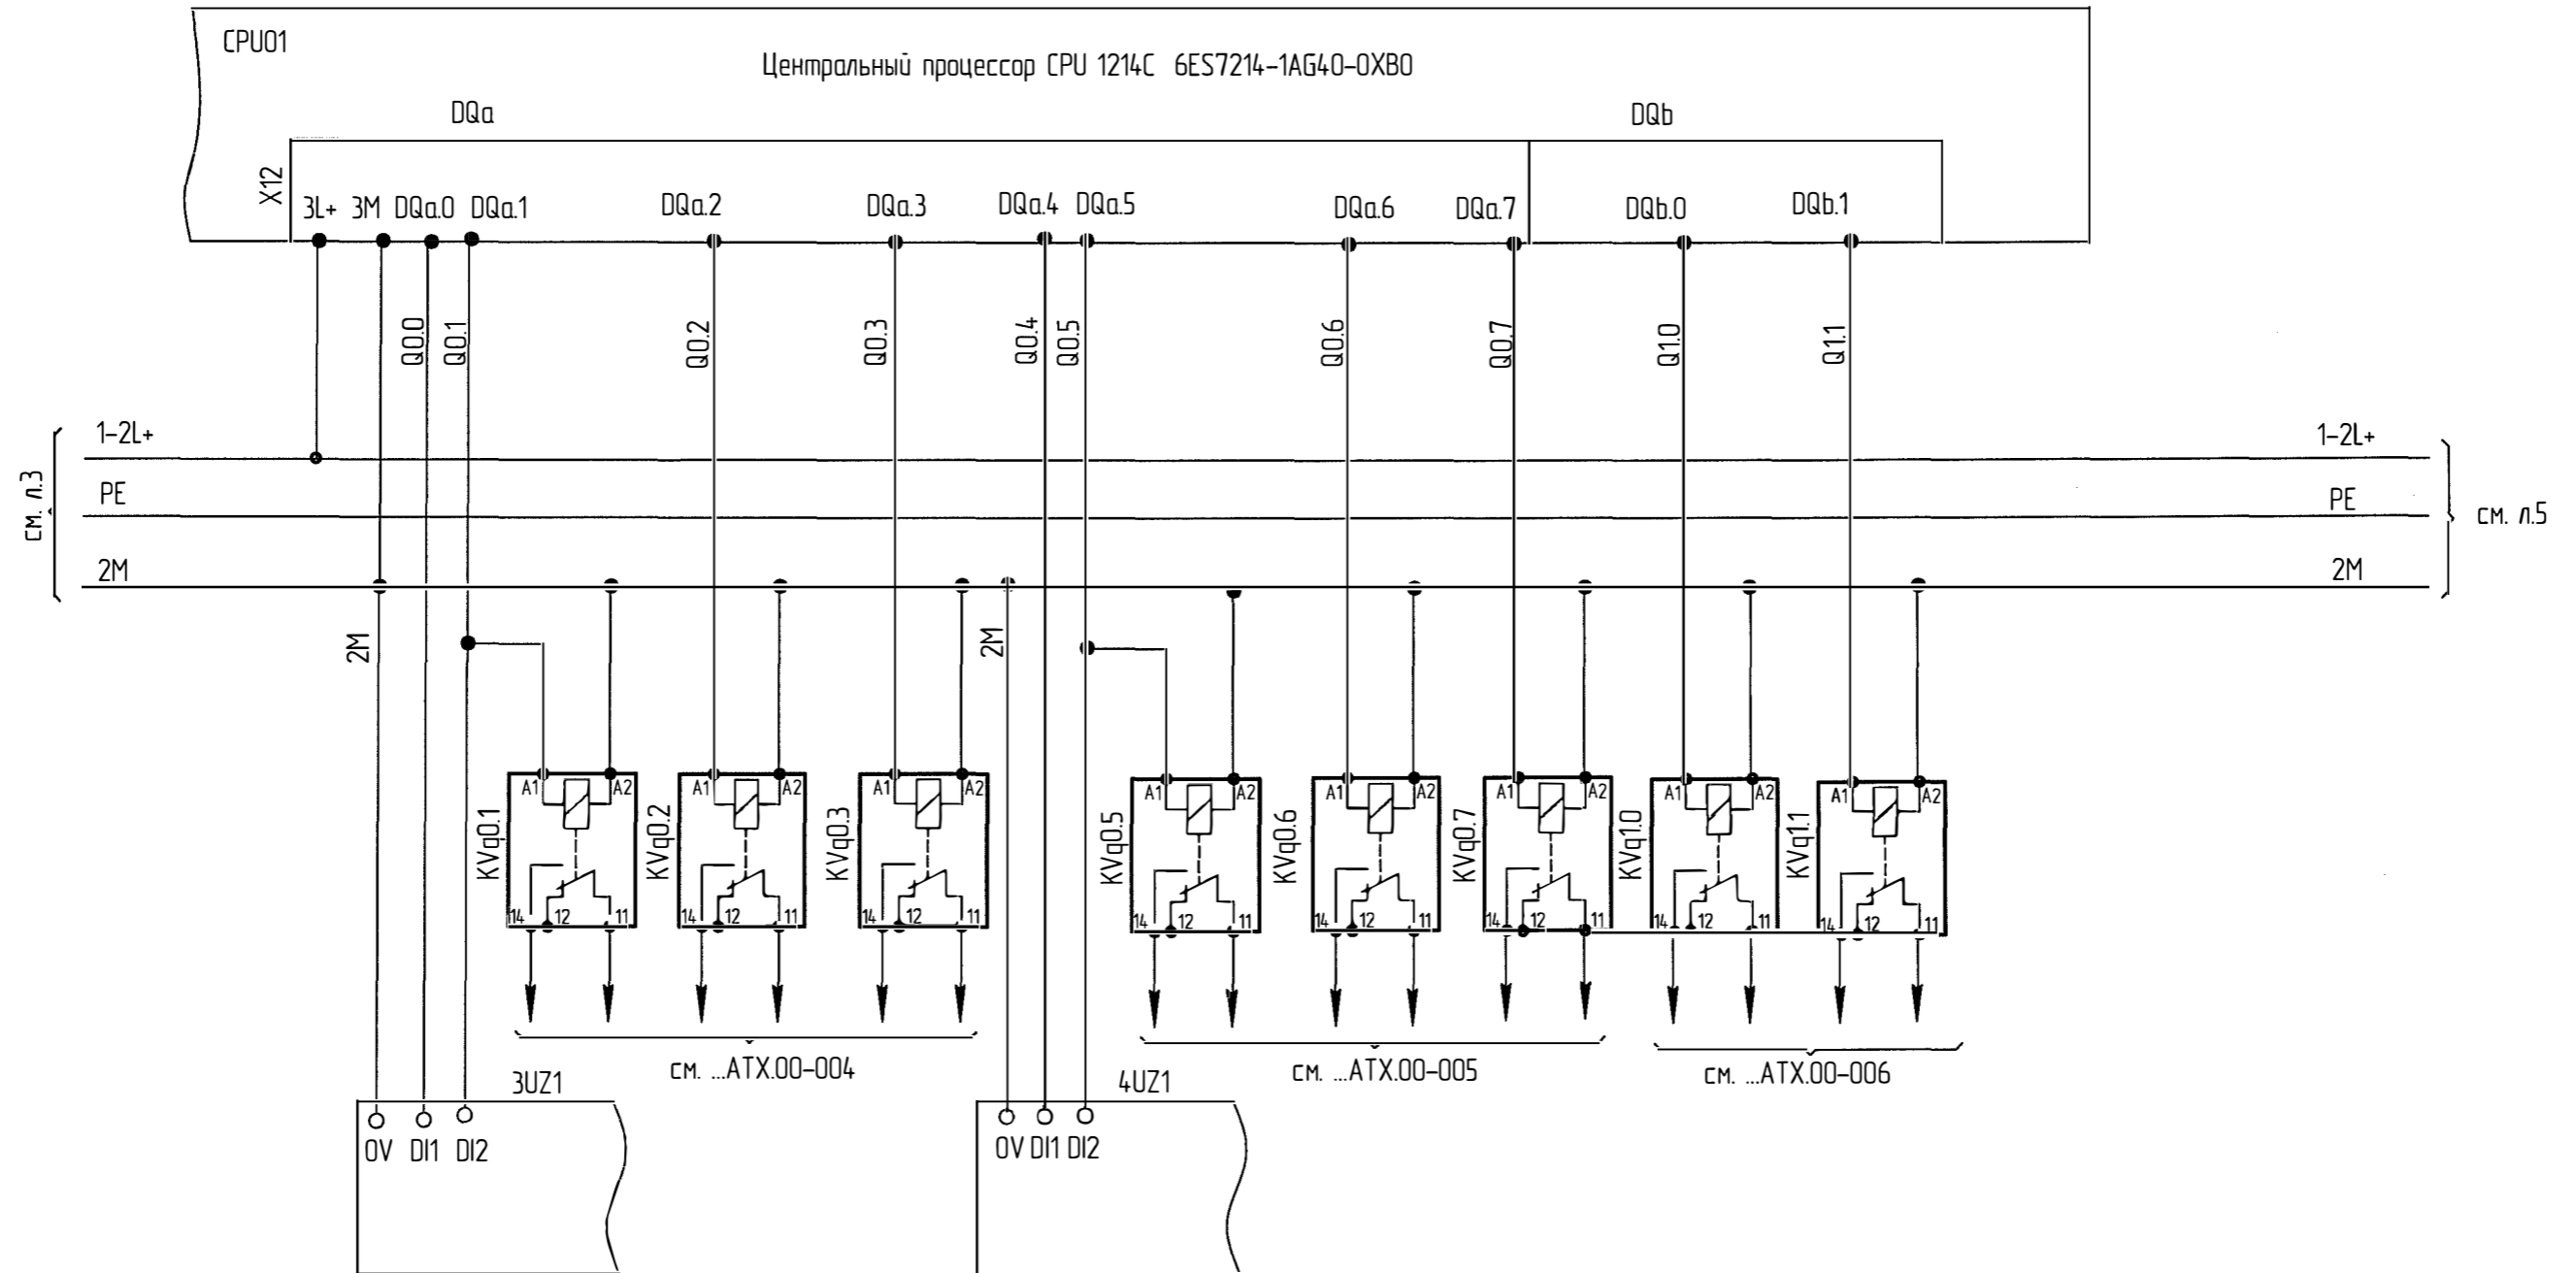 CPU01
Центральный процессор CPU 1214C 6ES7214-1AG40-0XB0
DQa
DQb
X12
3L+ 3M DQa.0 DQa.1 DQa.2 DQa.3 DQa.4 DQa.5 DQa.6 DQa.7 DQb.0 DQb.1
Q0.0 Q0.1 Q0.2 Q0.3 Q0.4 Q0.5 Q0.6 Q0.7 Q1.0 Q1.1
см. л.3
1-2L+ 1-2L+
PE PE
см. л.5
2M 2M
2M 2M
A1 A2 A1 A2 A1 A2 A1 A2 A1 A2 A1 A2 A1 A2 A1 A2
KVq0.1 KVq0.2 KVq0.3 KVq0.5 KVq0.6 KVq0.7 KVq1.0 KVq1.1
14 12 11 14 12 11 14 12 11 14 12 11 14 12 11 14 12 11 14 12 11 14 12 11
см. ...АТХ.00-004 см. ...АТХ.00-005 см. ...АТХ.00-006
3UZ1 4UZ1
0V DI1 DI2 0V DI1 DI2